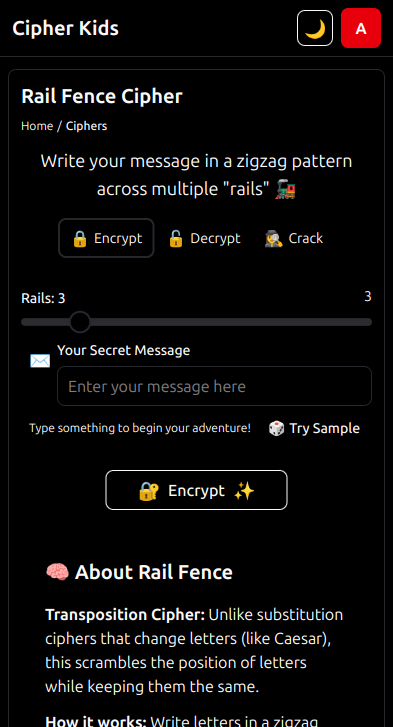 Cipher Kids
A
Rail Fence Cipher
Home / Ciphers
Write your message in a zigzag pattern
across multiple "rails" 🚂
🔒 Encrypt 🔓 Decrypt 🕵️ Crack
Rails: 3 3
Your Secret Message
Enter your message here
Type something to begin your adventure! 🎲 Try Sample
🔐 Encrypt ✨
🧠 About Rail Fence
Transposition Cipher: Unlike substitution
ciphers that change letters (like Caesar),
this scrambles the position of letters
while keeping them the same.
How it works: Write letters in a zigzag